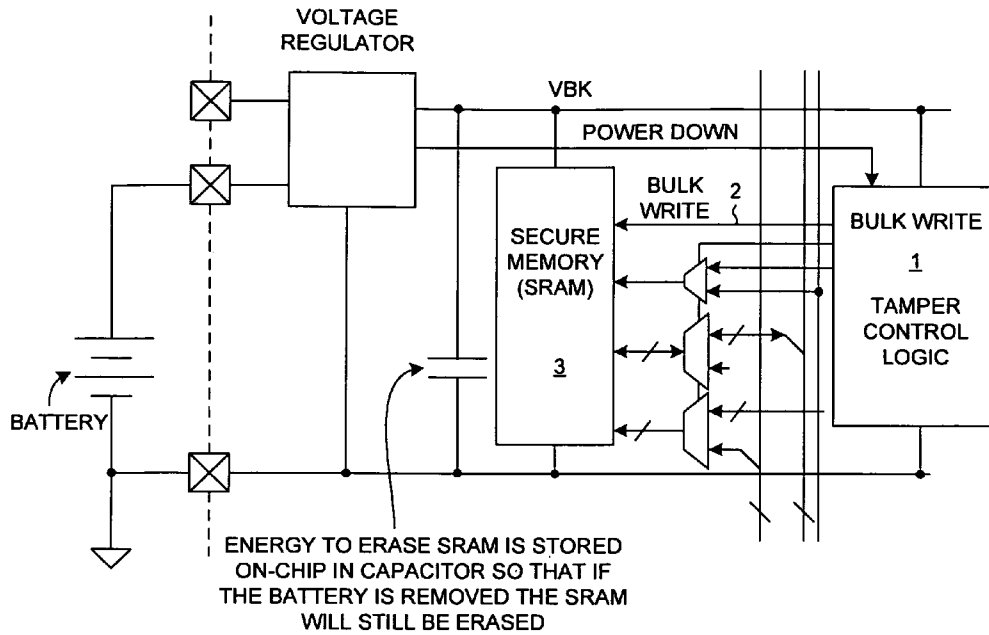 VOLTAGE
REGULATOR
VBK
POWER DOWN
BULK
WRITE
2
BULK WRITE
1
TAMPER
CONTROL
LOGIC
SECURE
MEMORY
(SRAM)
3
BATTERY
ENERGY TO ERASE SRAM IS STORED
ON-CHIP IN CAPACITOR SO THAT IF
THE BATTERY IS REMOVED THE SRAM
WILL STILL BE ERASED